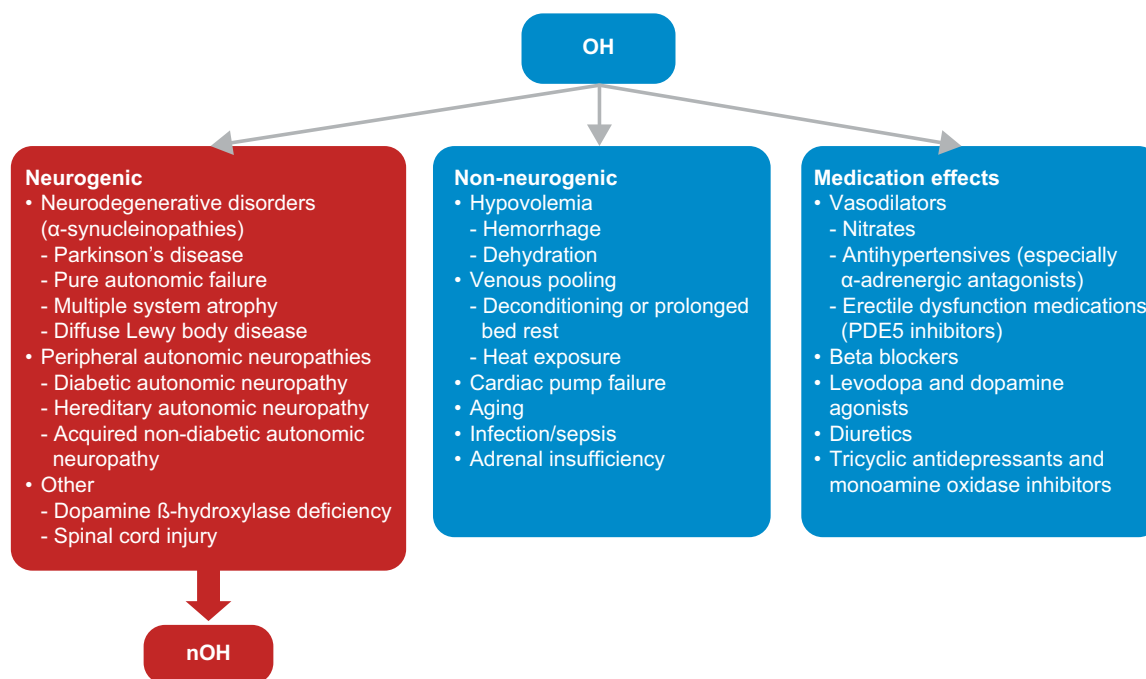 OH
Neurogenic
• Neurodegenerative disorders
(α-synucleinopathies)
- Parkinson's disease
- Pure autonomic failure
- Multiple system atrophy
- Diffuse Lewy body disease
• Peripheral autonomic neuropathies
- Diabetic autonomic neuropathy
- Hereditary autonomic neuropathy
- Acquired non-diabetic autonomic
neuropathy
• Other
- Dopamine ß-hydroxylase deficiency
- Spinal cord injury
nOH
Non-neurogenic
• Hypovolemia
- Hemorrhage
- Dehydration
• Venous pooling
- Deconditioning or prolonged
bed rest
- Heat exposure
• Cardiac pump failure
• Aging
• Infection/sepsis
• Adrenal insufficiency
Medication effects
• Vasodilators
- Nitrates
- Antihypertensives (especially
α-adrenergic antagonists)
- Erectile dysfunction medications
(PDE5 inhibitors)
• Beta blockers
• Levodopa and dopamine
agonists
• Diuretics
• Tricyclic antidepressants and
monoamine oxidase inhibitors